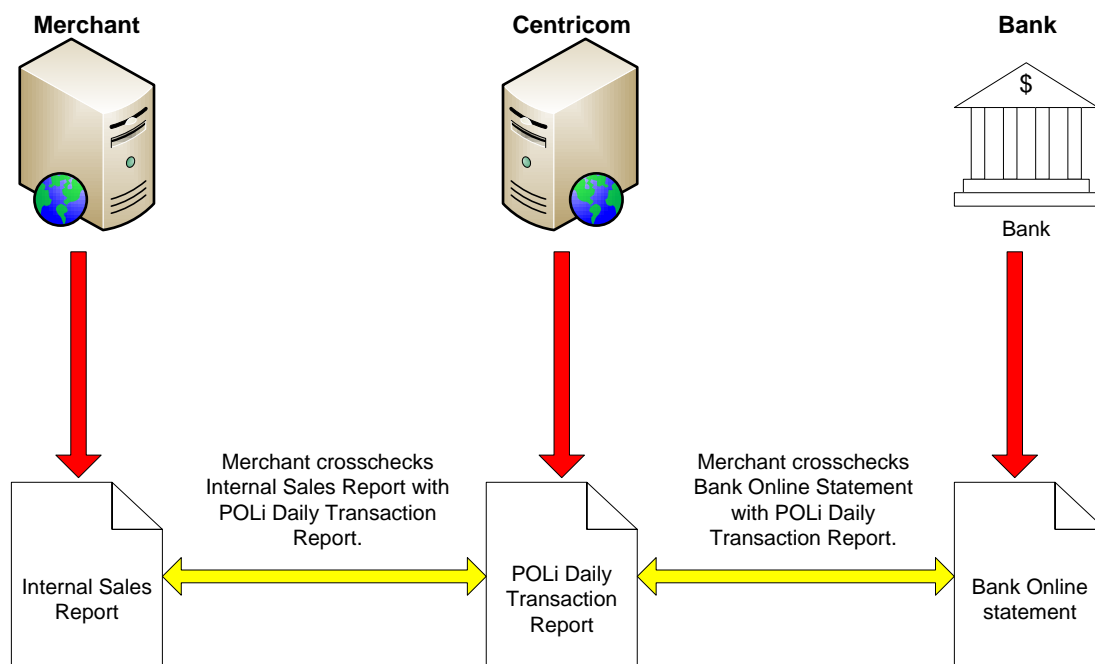 Merchant
Centricom
Bank
$
Bank
Merchant crosschecks
Internal Sales Report with
POLi Daily Transaction
Report.
Merchant crosschecks
Bank Online Statement
with POLi Daily
Transaction Report.
Internal Sales
Report
POLi Daily
Transaction
Report
Bank Online
statement